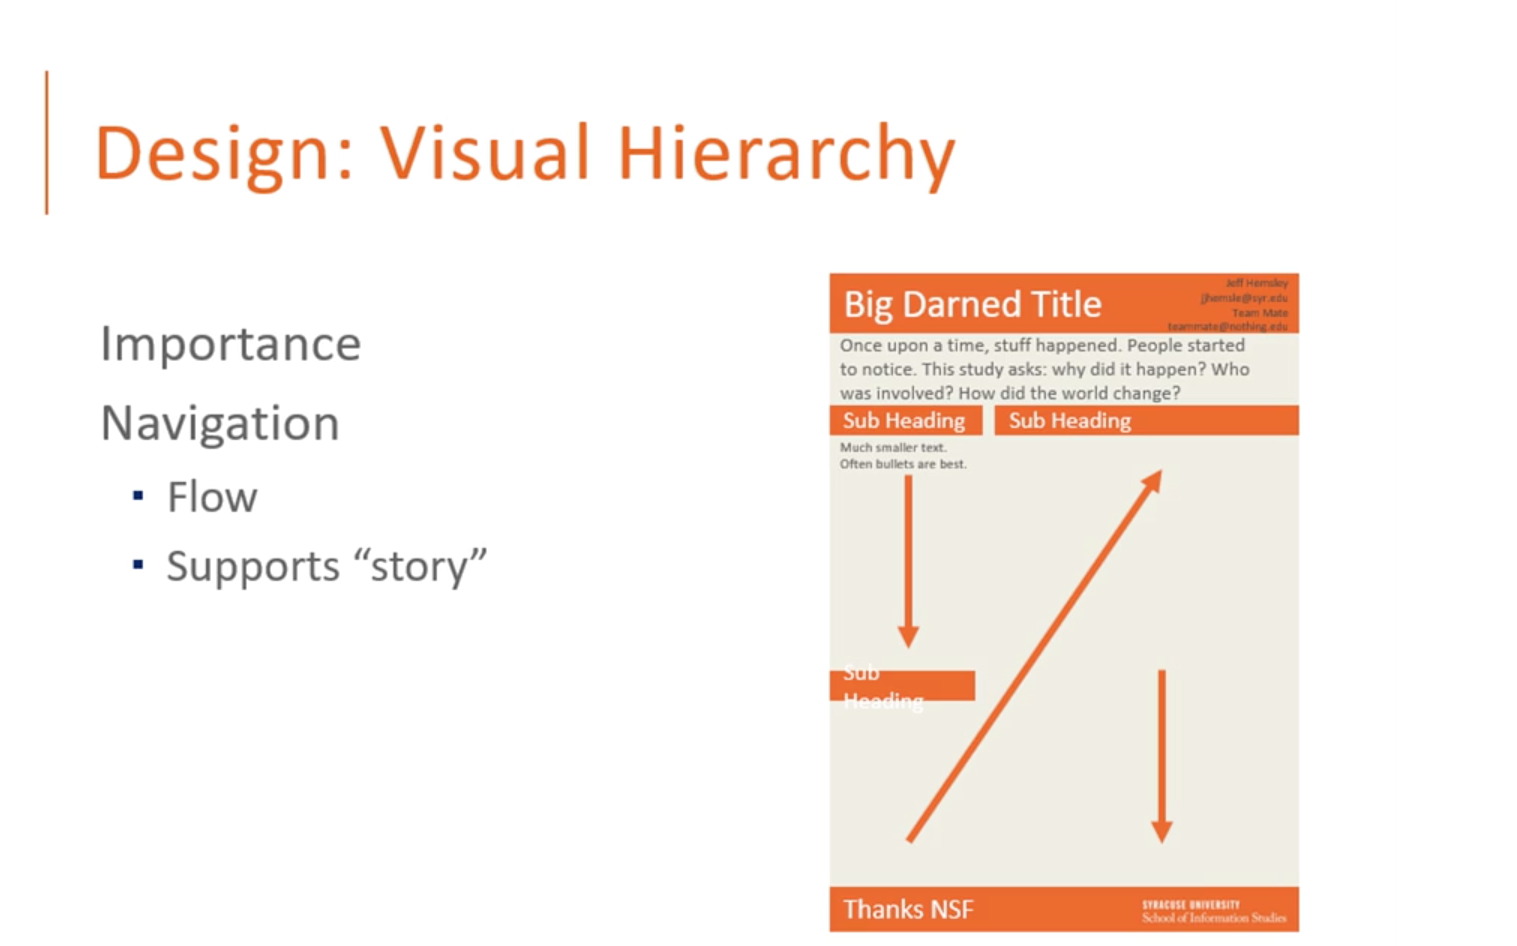 Design: Visual Hierarchy
Importance
Navigation
▪ Flow
▪ Supports “story”
Big Darned Title
Jeff Hemsley
jjhemsle@syr.edu
Team Mate
teammate@nothing.edu
Once upon a time, stuff happened. People started
to notice. This study asks: why did it happen? Who
was involved? How did the world change?
Sub Heading
Much smaller text.
Often bullets are best.
Sub
Heading
Sub Heading
Thanks NSF
SYRACUSE UNIVERSITY
School of Information Studies